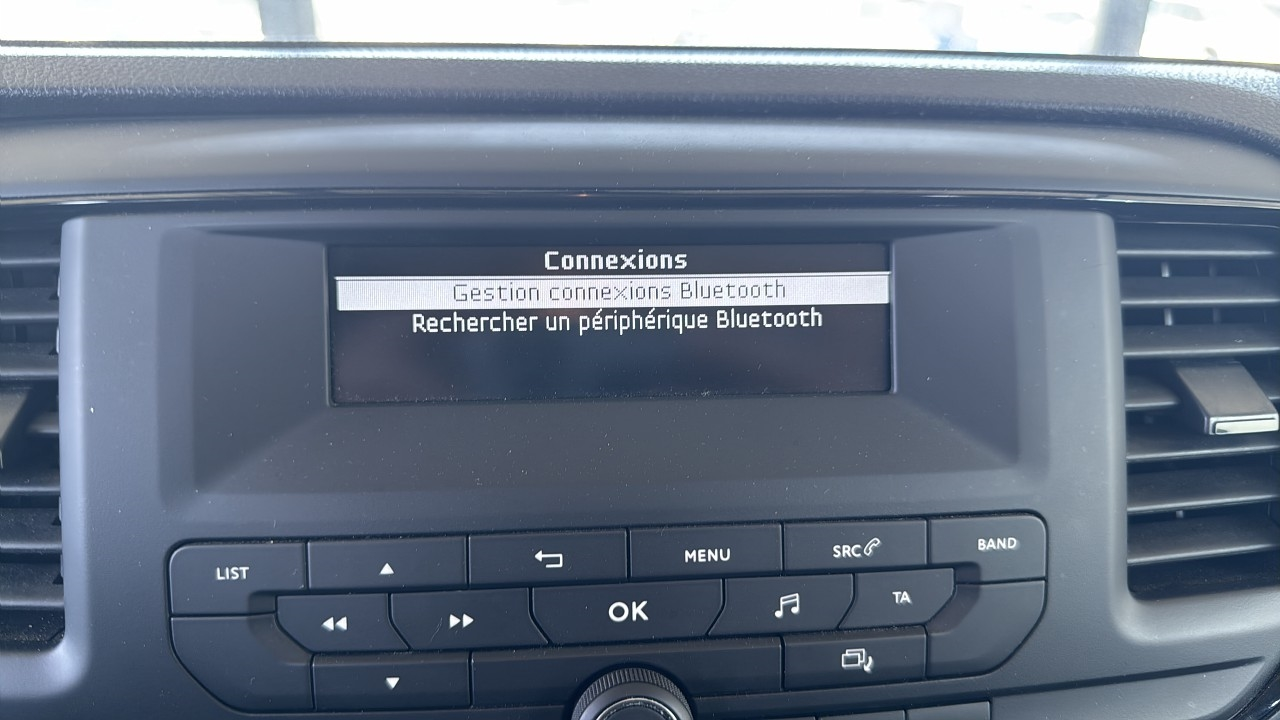 Connexions
Gestion connexions Bluetooth
Rechercher un périphérique Bluetooth
LIST
MENU
SRC
BAND
OK
TA